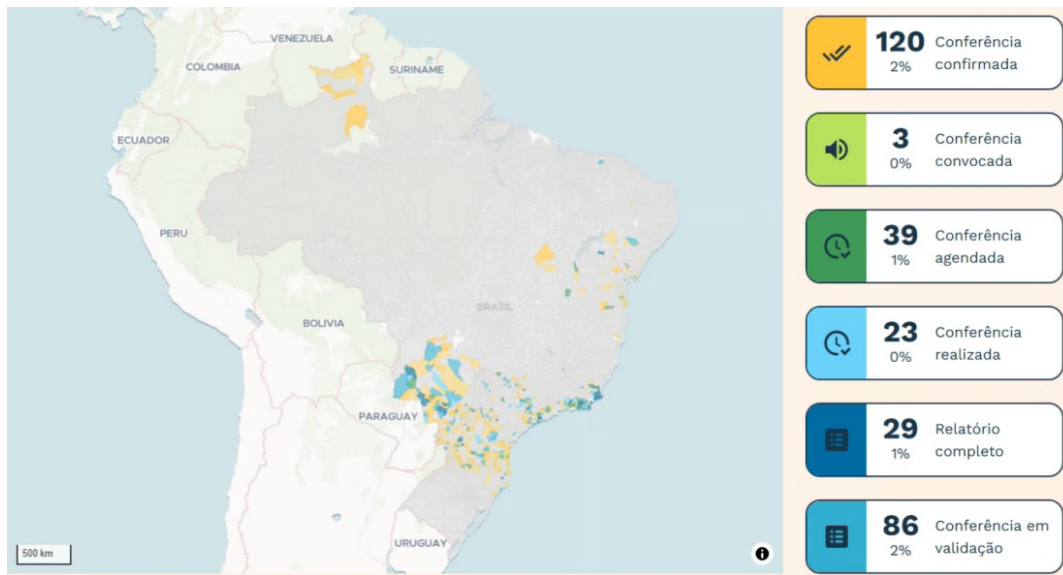 VENEZUELA
COLOMBIA
SURINAME
ECUADOR
PERU
BRAZIL
BOLIVIA
PARAGUAY
URUGUAY
500 km
120 Conferência
2% confirmada
3 Conferência
0% convocada
39 Conferência
1% agendada
23 Conferência
0% realizada
29 Relatório
1% completo
86 Conferência em
2% validação